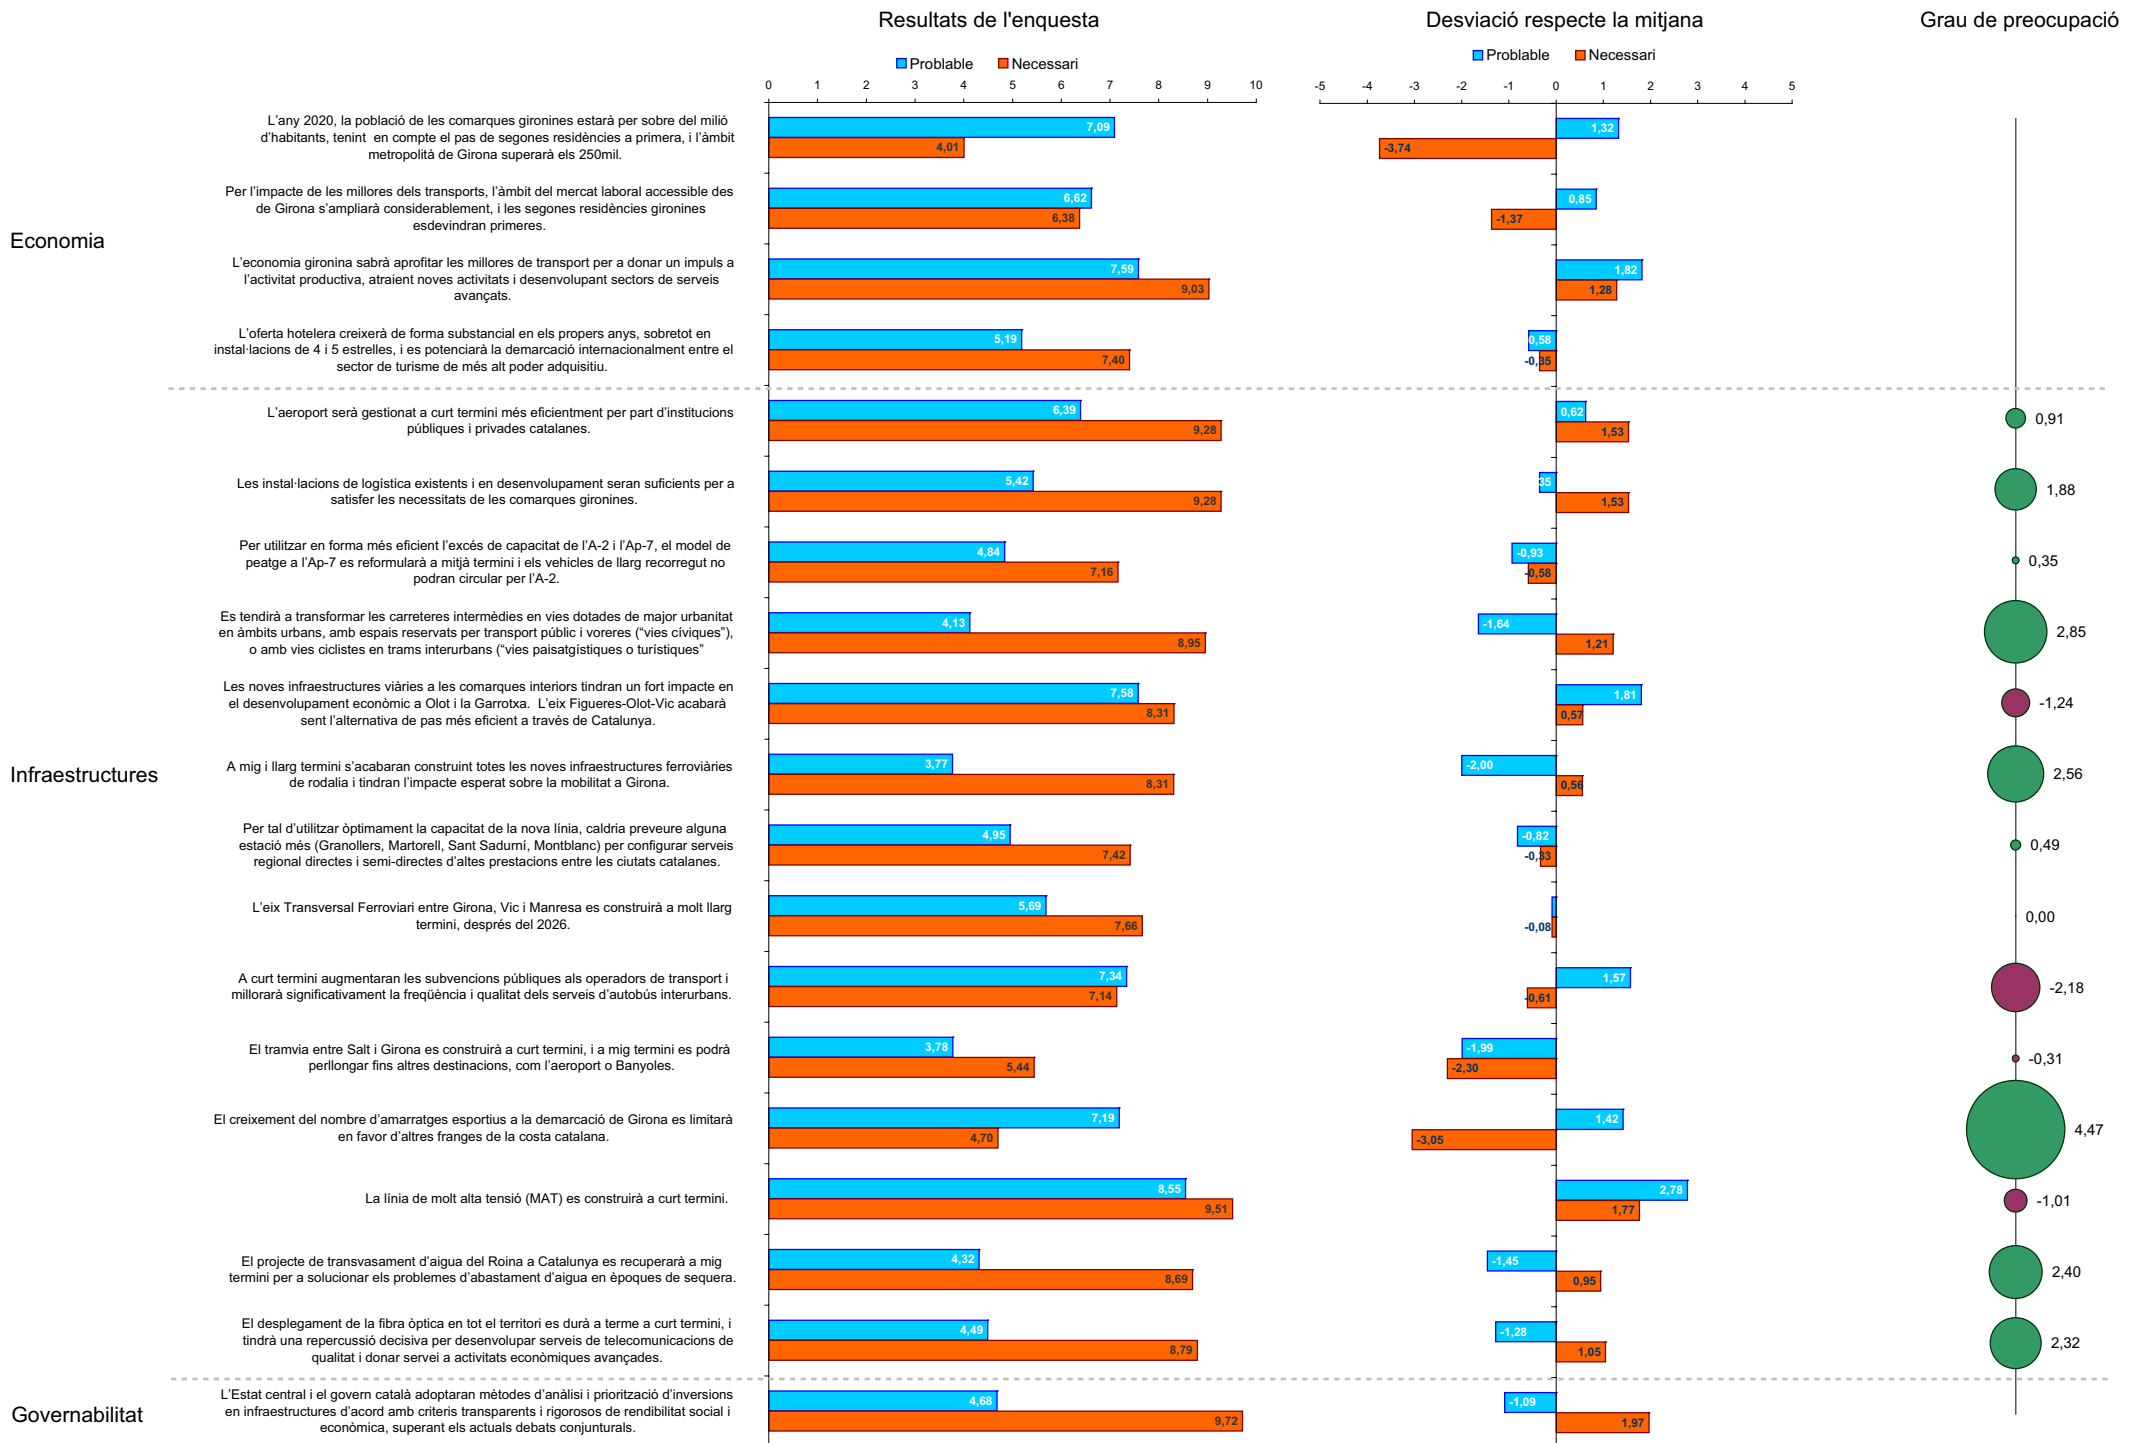 Resultats de l'enquesta
Desviació respecte la mitjana
Grau de preocupació
Problable Necessari
Problable Necessari
0 1 2 3 4 5 6 7 8 9 10
-5 -4 -3 -2 -1 0 1 2 3 4 5
Economia
L'any 2020, la població de les comarques gironines estarà per sobre del milió
d'habitants, tenint en compte el pas de segones residències a primera, i l'àmbit
metropolità de Girona superarà els 250mil.
7,09
4,01
1,32
-3,74
Per l'impacte de les millores dels transports, l'àmbit del mercat laboral accessible des
de Girona s'ampliarà considerablement, i les segones residències gironines
esdevindran primeres.
6,62
6,38
0,85
-1,37
L'economia gironina sabrà aprofitar les millores de transport per a donar un impuls a
l'activitat productiva, atraient noves activitats i desenvolupant sectors de serveis
avançats.
7,59
9,03
1,82
1,28
L'oferta hotelera creixerà de forma substancial en els propers anys, sobretot en
instal·lacions de 4 i 5 estrelles, i es potenciarà la demarcació internacionalment entre el
sector de turisme de més alt poder adquisitiu.
5,19
7,40
0,58
-0,35
Infraestructures
L'aeroport serà gestionat a curt termini més eficientment per part d'institucions
públiques i privades catalanes.
6,39
9,28
0,62
1,53
0,91
Les instal·lacions de logística existents i en desenvolupament seran suficients per a
satisfer les necessitats de les comarques gironines.
5,42
9,28
35
1,53
1,88
Per utilitzar en forma més eficient l'excés de capacitat de l'A-2 i l'Ap-7, el model de
peatge a l'Ap-7 es reformularà a mitjà termini i els vehicles de llarg recorregut no
podran circular per l'A-2.
4,84
7,16
-0,93
-0,58
0,35
Es tendirà a transformar les carreteres intermèdies en vies dotades de major urbanitat
en àmbits urbans, amb espais reservats per transport públic i voreres ("vies cíviques"),
o amb vies ciclistes en trams interurbans ("vies paisatgístiques o turístiques"
4,13
8,95
-1,64
1,21
2,85
Les noves infraestructures viàries a les comarques interiors tindran un fort impacte en
el desenvolupament econòmic a Olot i la Garrotxa. L'eix Figueres-Olot-Vic acabarà
sent l'alternativa de pas més eficient a través de Catalunya.
7,58
8,31
1,81
0,57
-1,24
A mig i llarg termini s'acabaran construint totes les noves infraestructures ferroviàries
de rodalia i tindran l'impacte esperat sobre la mobilitat a Girona.
3,77
8,31
-2,00
0,56
2,56
Per tal d'utilitzar òptimament la capacitat de la nova línia, caldria preveure alguna
estació més (Granollers, Martorell, Sant Sadurní, Montblanc) per configurar serveis
regional directes i semi-directes d'altes prestacions entre les ciutats catalanes.
4,95
7,42
-0,82
-0,33
0,49
L'eix Transversal Ferroviari entre Girona, Vic i Manresa es construirà a molt llarg
termini, després del 2026.
5,69
7,66
-0,08
0,00
A curt termini augmentaran les subvencions públiques als operadors de transport i
millorarà significativament la freqüència i qualitat dels serveis d'autobús interurbans.
7,34
7,14
1,57
-0,61
-2,18
El tramvia entre Salt i Girona es construirà a curt termini, i a mig termini es podrà
perllongar fins altres destinacions, com l'aeroport o Banyoles.
3,78
5,44
-1,99
-2,30
-0,31
El creixement del nombre d'amarratges esportius a la demarcació de Girona es limitarà
en favor d'altres franges de la costa catalana.
7,19
4,70
1,42
-3,05
4,47
La línia de molt alta tensió (MAT) es construirà a curt termini.
8,55
9,51
2,78
1,77
-1,01
El projecte de transvasament d'aigua del Roina a Catalunya es recuperarà a mig
termini per a solucionar els problemes d'abastament d'aigua en èpoques de sequera.
4,32
8,69
-1,45
0,95
2,40
El desplegament de la fibra òptica en tot el territori es durà a terme a curt termini, i
tindrà una repercussió decisiva per desenvolupar serveis de telecomunicacions de
qualitat i donar servei a activitats econòmiques avançades.
4,49
8,79
-1,28
1,05
2,32
Governabilitat
L'Estat central i el govern català adoptaran mètodes d'anàlisi i priorització d'inversions
en infraestructures d'acord amb criteris transparents i rigorosos de rendibilitat social i
econòmica, superant els actuals debats conjunturals.
4,68
9,72
-1,09
1,97